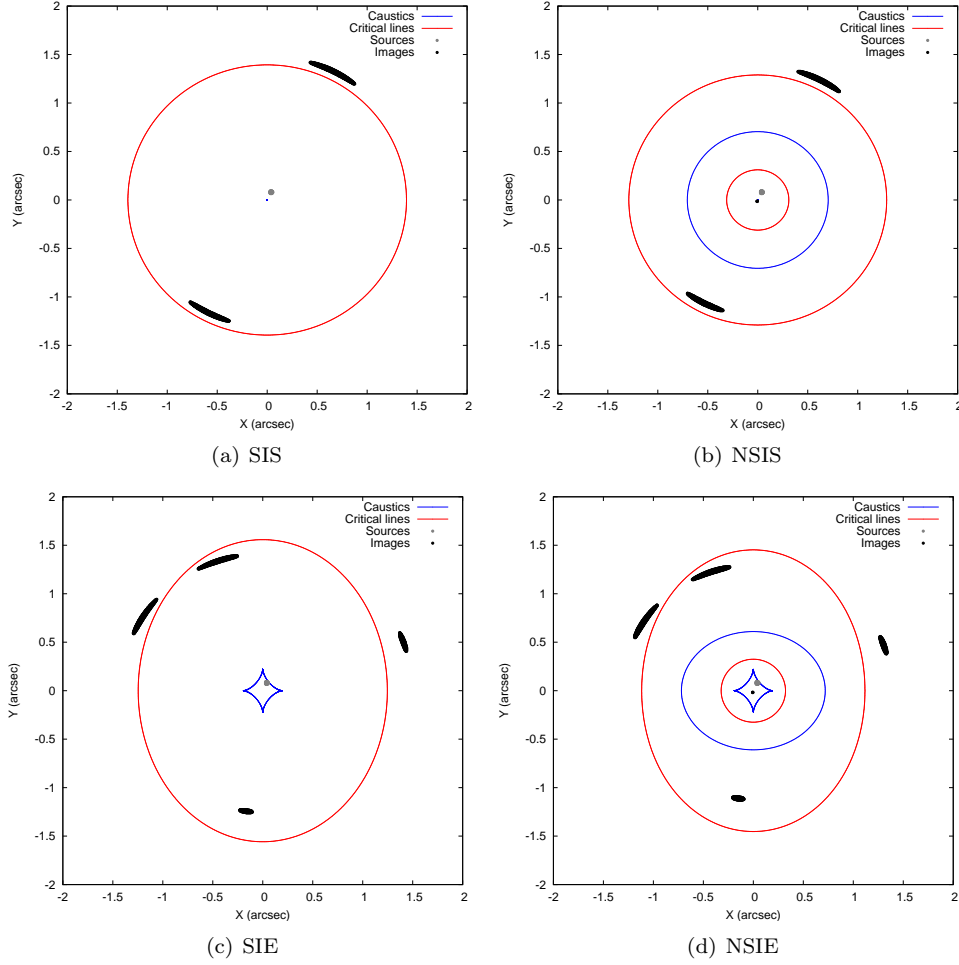 Caustics
Critical lines
Sources
Images
2
1.5
1
0.5
0
-0.5
-1
-1.5
-2
Y (arcsec)
-2 -1.5 -1 -0.5 0 0.5 1 1.5 2
X (arcsec)
(a) SIS
Caustics
Critical lines
Sources
Images
2
1.5
1
0.5
0
-0.5
-1
-1.5
-2
Y (arcsec)
-2 -1.5 -1 -0.5 0 0.5 1 1.5 2
X (arcsec)
(b) NSIS
Caustics
Critical lines
Sources
Images
2
1.5
1
0.5
0
-0.5
-1
-1.5
-2
Y (arcsec)
-2 -1.5 -1 -0.5 0 0.5 1 1.5 2
X (arcsec)
(c) SIE
Caustics
Critical lines
Sources
Images
2
1.5
1
0.5
0
-0.5
-1
-1.5
-2
Y (arcsec)
-2 -1.5 -1 -0.5 0 0.5 1 1.5 2
X (arcsec)
(d) NSIE